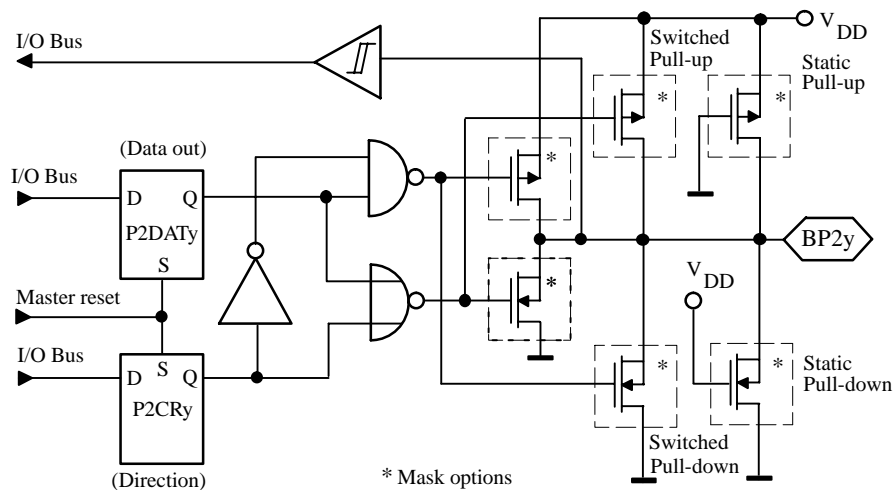 I/O Bus
V DD
Switched
Pull-up
Static
Pull-up
*
*
(Data out)
*
I/O Bus
D
Q
P2DATy
S
BP2y
V DD
Master reset
*
I/O Bus
S
D
Q
P2CRy
*
*
Static
Pull-down
Switched
Pull-down
(Direction)
* Mask options